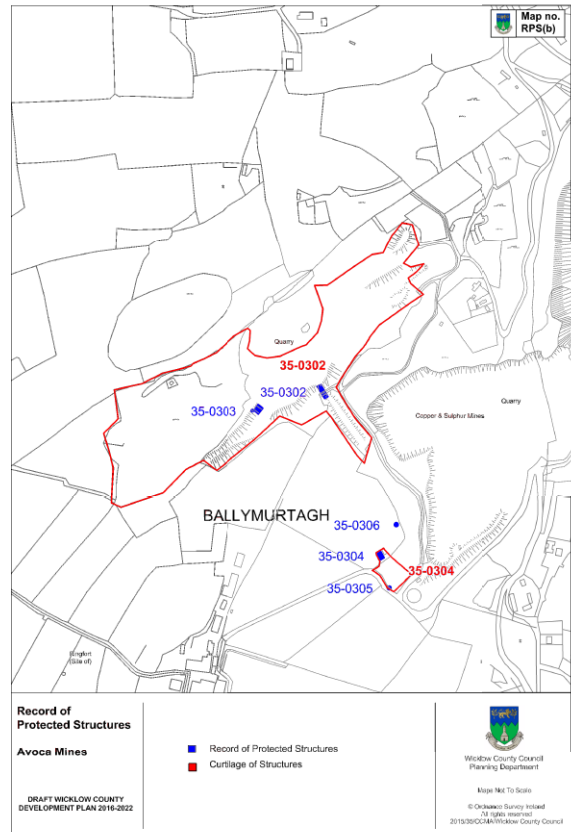 Map no.
RPS(b)
Quarry
35-0302
35-0302
35-0303
Quarry
Copper & Sulphur Mines
BALLYMURTAGH
35-0306
35-0304
35-0304
35-0305
(Site of)
Record of
Protected Structures
Avoca Mines
DRAFT WICKLOW COUNTY
DEVELOPMENT PLAN 2016-2022
Record of Protected Structures
Curtilage of Structures
Wicklow County Council
Planning Department
Maps Not To Scale
© Ordnance Survey Ireland
All rights reserved
2015/35/CCMA/Wicklow County Council